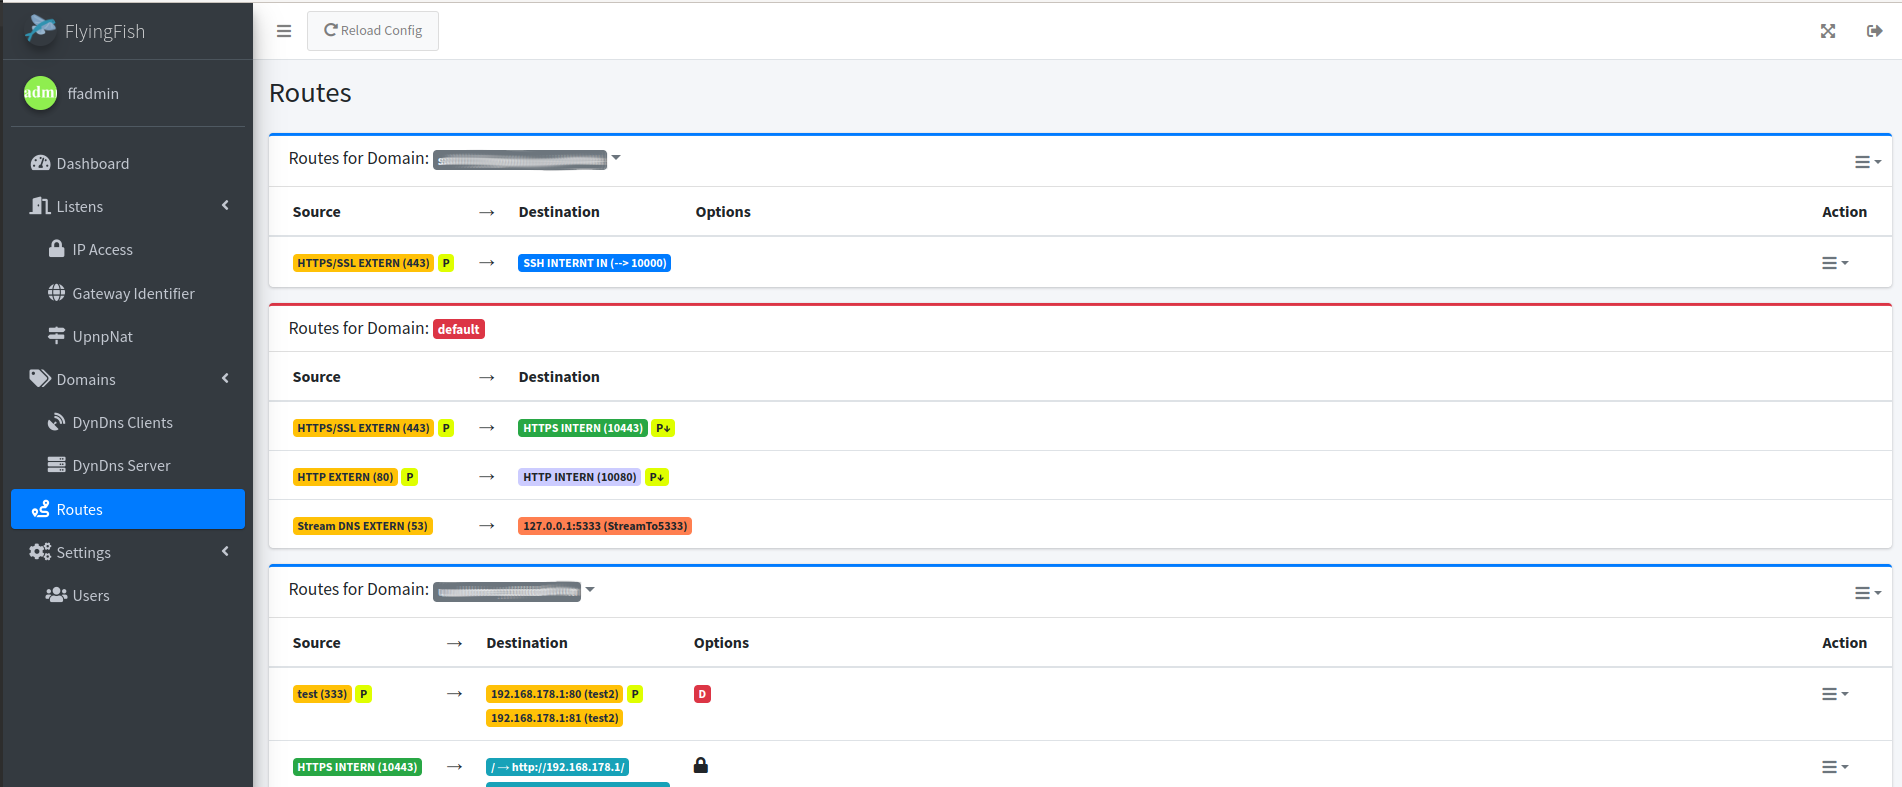 FlyingFish
Reload Config
adm
ffadmin
Dashboard
Listens
IP Access
Gateway Identifier
UpnpNat
Domains
DynDns Clients
DynDns Server
Routes
Settings
Users
Routes
Routes for Domain:
Source → Destination Options Action
HTTPS/SSL EXTERN (443) P → SSH INTERNT IN (--> 10000)
Routes for Domain: default
Source → Destination
HTTPS/SSL EXTERN (443) P → HTTPS INTERN (10443) P↓
HTTP EXTERN (80) P → HTTP INTERN (10080) P↓
Stream DNS EXTERN (53) → 127.0.0.1:5333 (StreamTo5333)
Routes for Domain:
Source → Destination Options Action
test (333) P → 192.168.178.1:80 (test2) P D
192.168.178.1:81 (test2)
HTTPS INTERN (10443) → / → http://192.168.178.1/